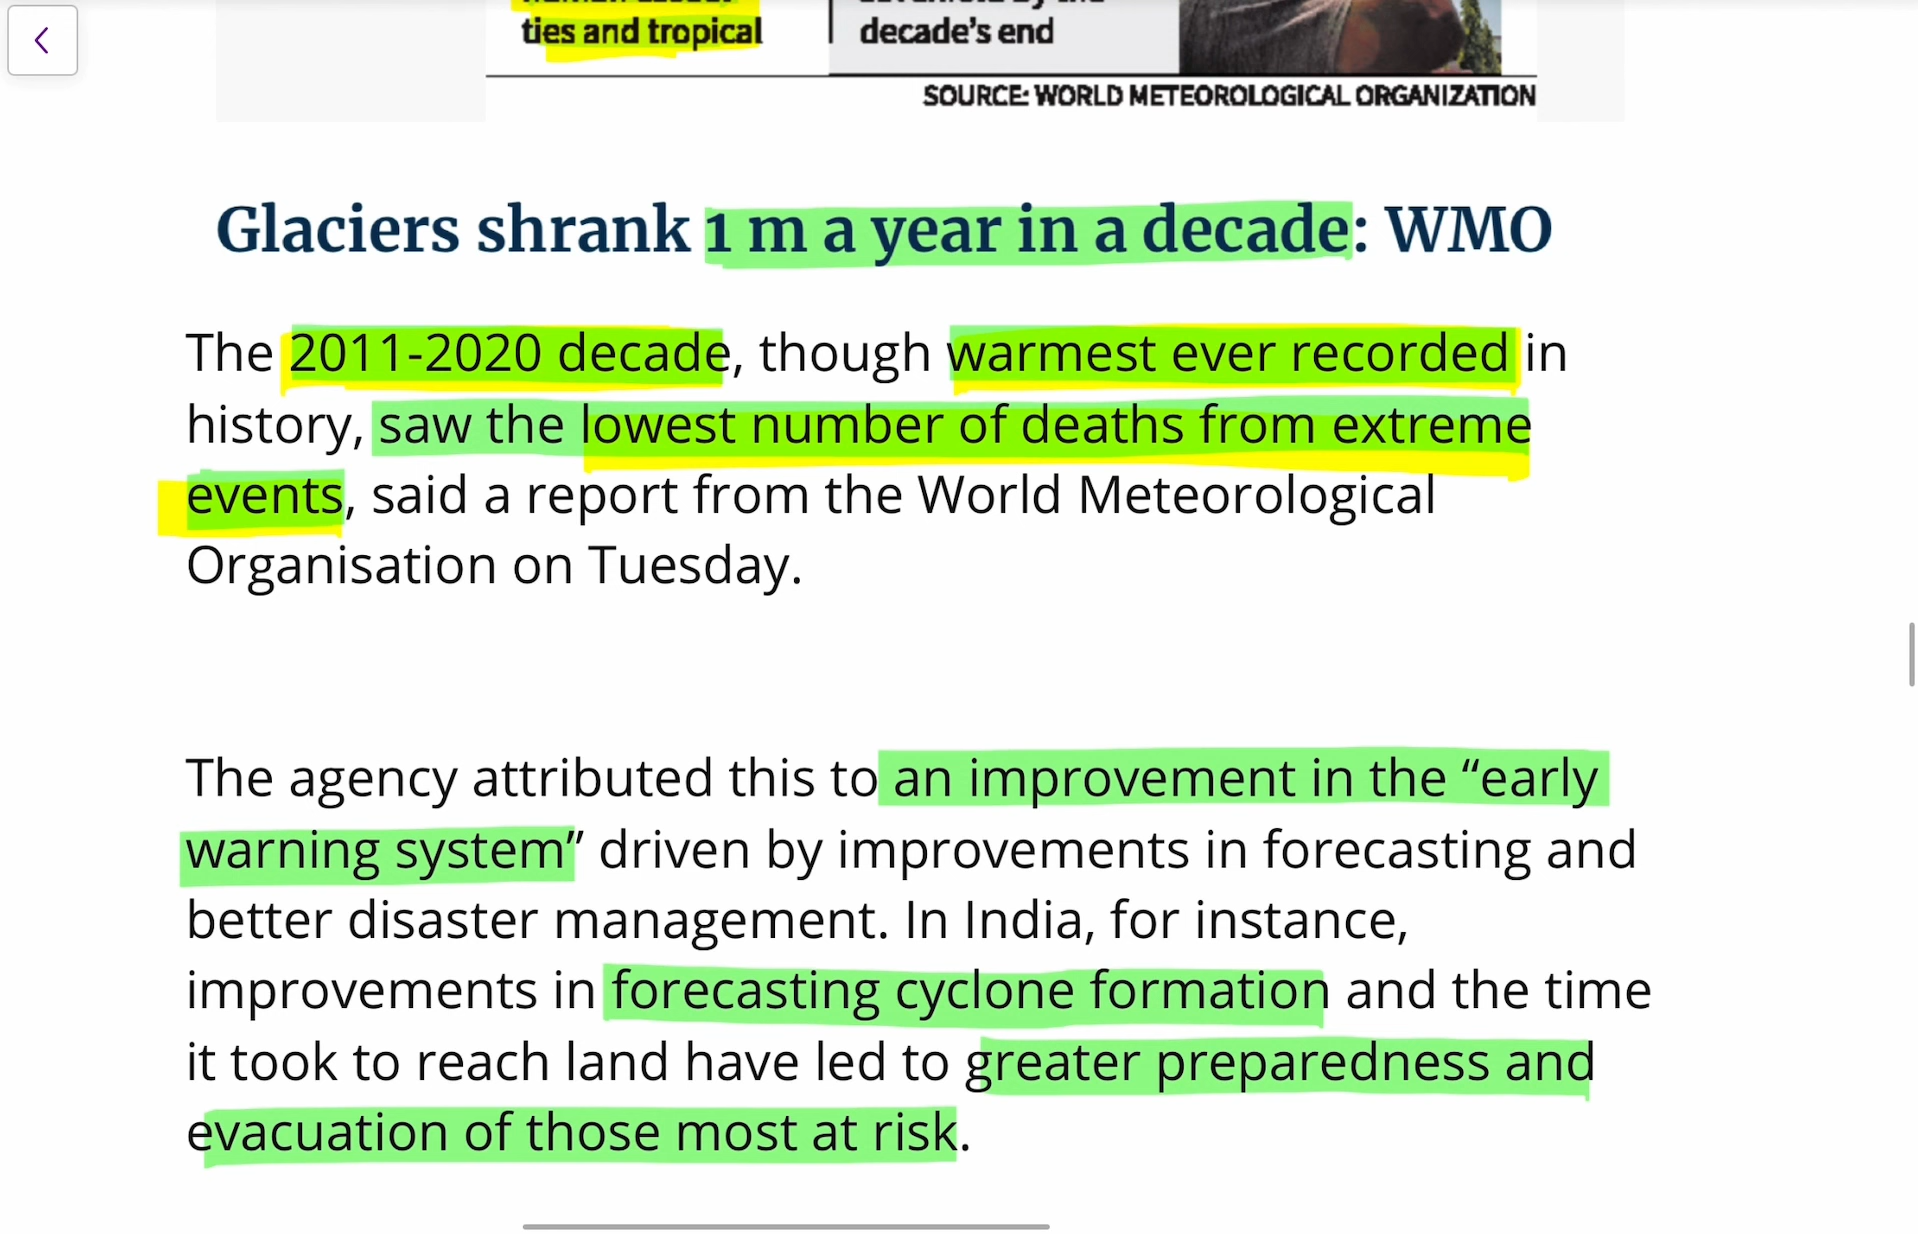 ties and tropical
decade's end
SOURCE: WORLD METEOROLOGICAL ORGANIZATION
Glaciers shrank 1 m a year in a decade: WMO
The 2011-2020 decade, though warmest ever recorded in
history, saw the lowest number of deaths from extreme
events, said a report from the World Meteorological
Organisation on Tuesday.
The agency attributed this to an improvement in the “early
warning system” driven by improvements in forecasting and
better disaster management. In India, for instance,
improvements in forecasting cyclone formation and the time
it took to reach land have led to greater preparedness and
evacuation of those most at risk.